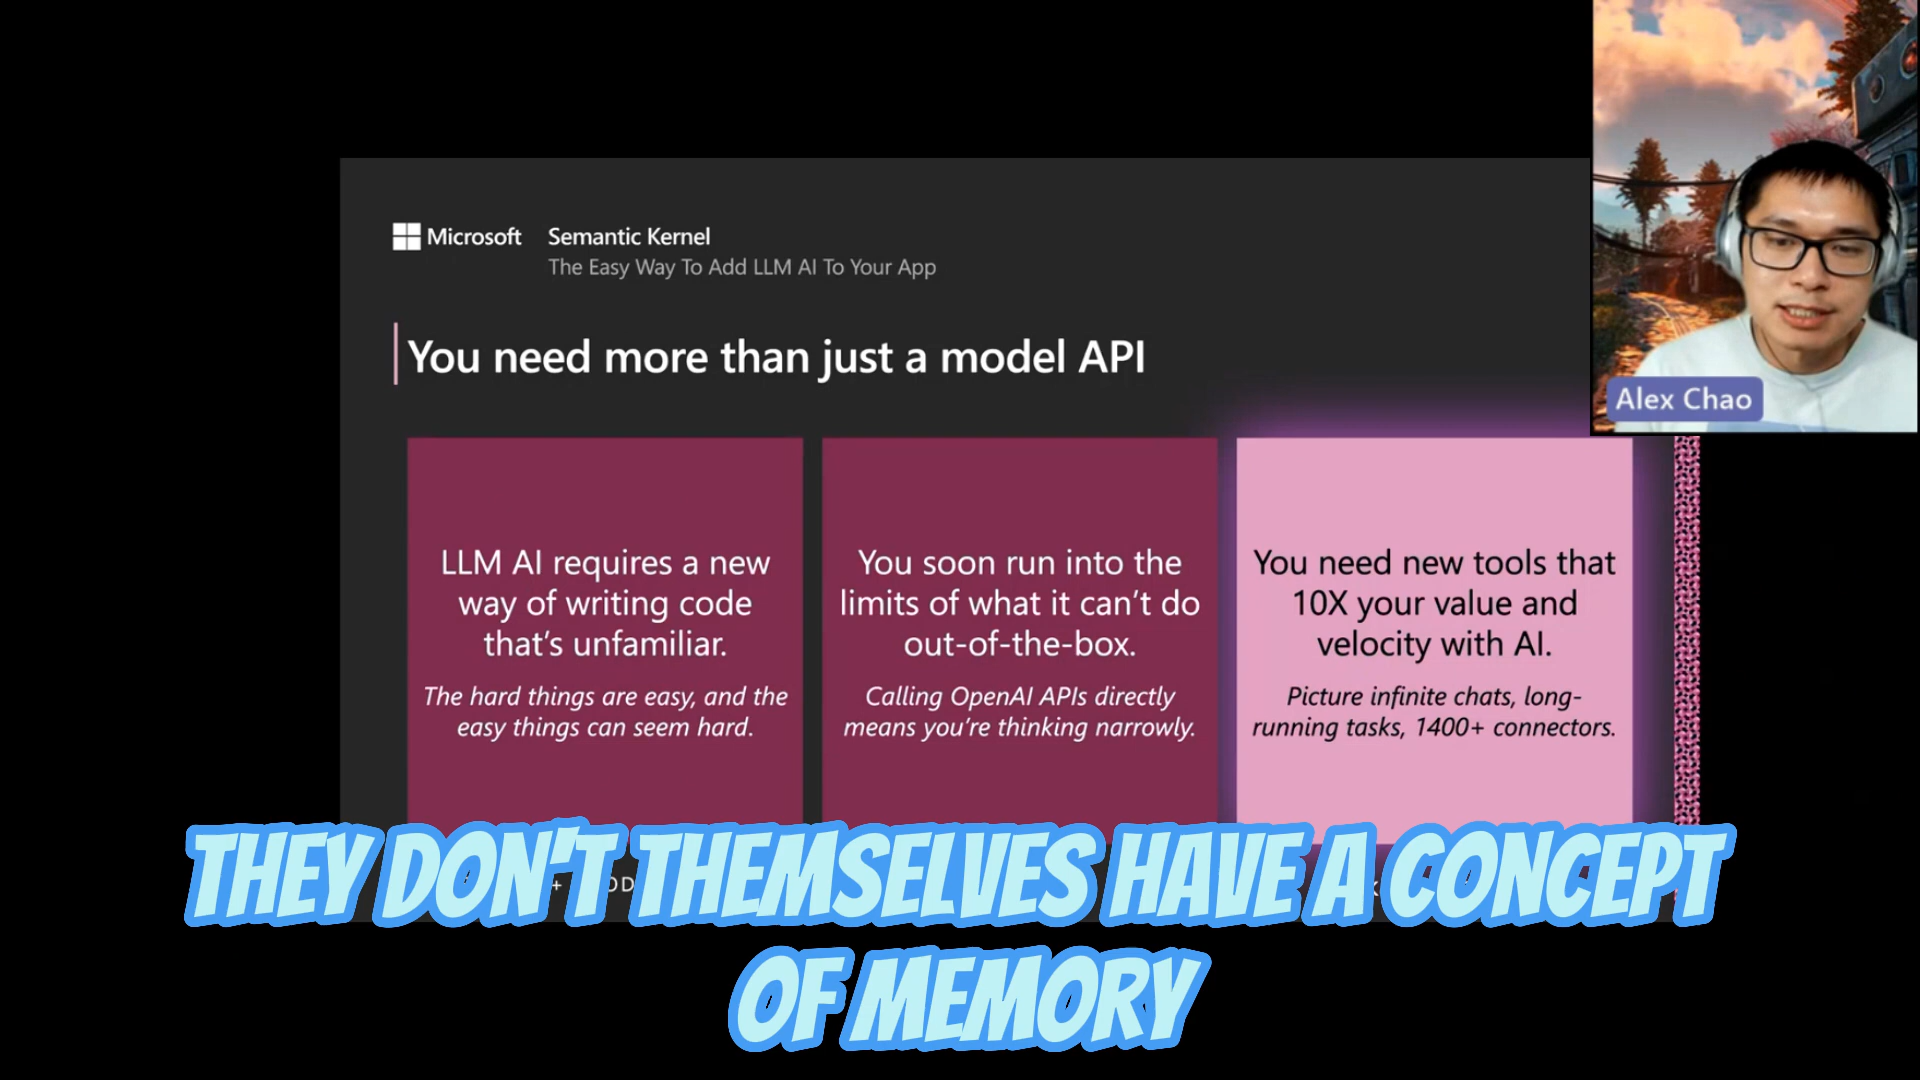 Microsoft Semantic Kernel
The Easy Way To Add LLM AI To Your App
Alex Chao
You need more than just a model API
LLM AI requires a new
way of writing code
that's unfamiliar.
The hard things are easy, and the
easy things can seem hard.
You soon run into the
limits of what it can't do
out-of-the-box.
Calling OpenAI APIs directly
means you're thinking narrowly.
You need new tools that
10X your value and
velocity with AI.
Picture infinite chats, long-
running tasks, 1400+ connectors.
THEY DON'T THEMSELVES HAVE A CONCEPT
OF MEMORY